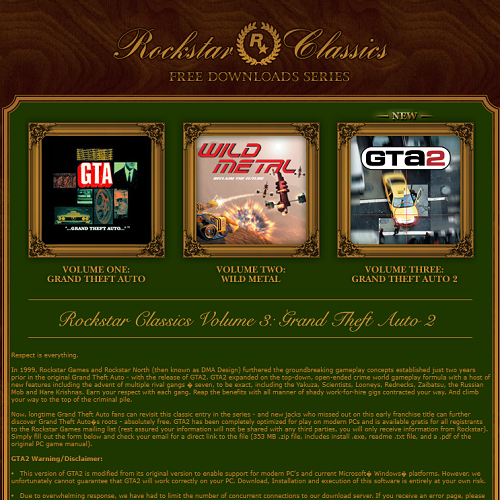 Rockstar Classics
FREE DOWNLOADS SERIES
NEW
GTA
"...GRAND THEFT AUTO..."
WILD
METAL
RECLAIM THE FUTURE
GTA2
VOLUME ONE:
GRAND THEFT AUTO
VOLUME TWO:
WILD METAL
VOLUME THREE:
GRAND THEFT AUTO 2
Rockstar Classics Volume 3: Grand Theft Auto 2
Respect is everything.
In 1999, Rockstar Games and Rockstar North (then known as DMA Design) furthered the groundbreaking gameplay concepts established just two years
prior in the original Grand Theft Auto - with the release of GTA2. GTA2 expanded on the top-down, open-ended crime world gameplay formula with a host of
new features including the advent of multiple rival gangs � seven, to be exact, including the Yakuza, Scientists, Looneys, Rednecks, Zaibatsu, the Russian
Mob and Hare Krishnas. Earn your respect with each gang. Reap the benefits with all manner of shady work-for-hire gigs contracted your way. And climb
your way to the top of the criminal pile.
Now, longtime Grand Theft Auto fans can revisit this classic entry in the series - and new jacks who missed out on this early franchise title can further
discover Grand Theft Auto�s roots - absolutely free. GTA2 has been completely optimized for play on modern PCs and is available gratis for all registrants
to the Rockstar Games mailing list (rest assured your information will not be shared with any third parties, you will only receive information from Rockstar).
Simply fill out the form below and check your email for a direct link to the file (353 MB .zip file, includes install .exe, readme .txt file, and a .pdf of the
original PC game manual).
GTA2 Warning/Disclaimer:
• This version of GTA2 is modified from its original version to enable support for modern PC's and current Microsoft� Windows� platforms. However, we
unfortunately cannot guarantee that GTA2 will work correctly on your PC. Download, Installation and execution of this software is entirely at your own risk.
• Due to overwhelming response, we have had to limit the number of concurrent connections to our download server. If you receive an error page, please